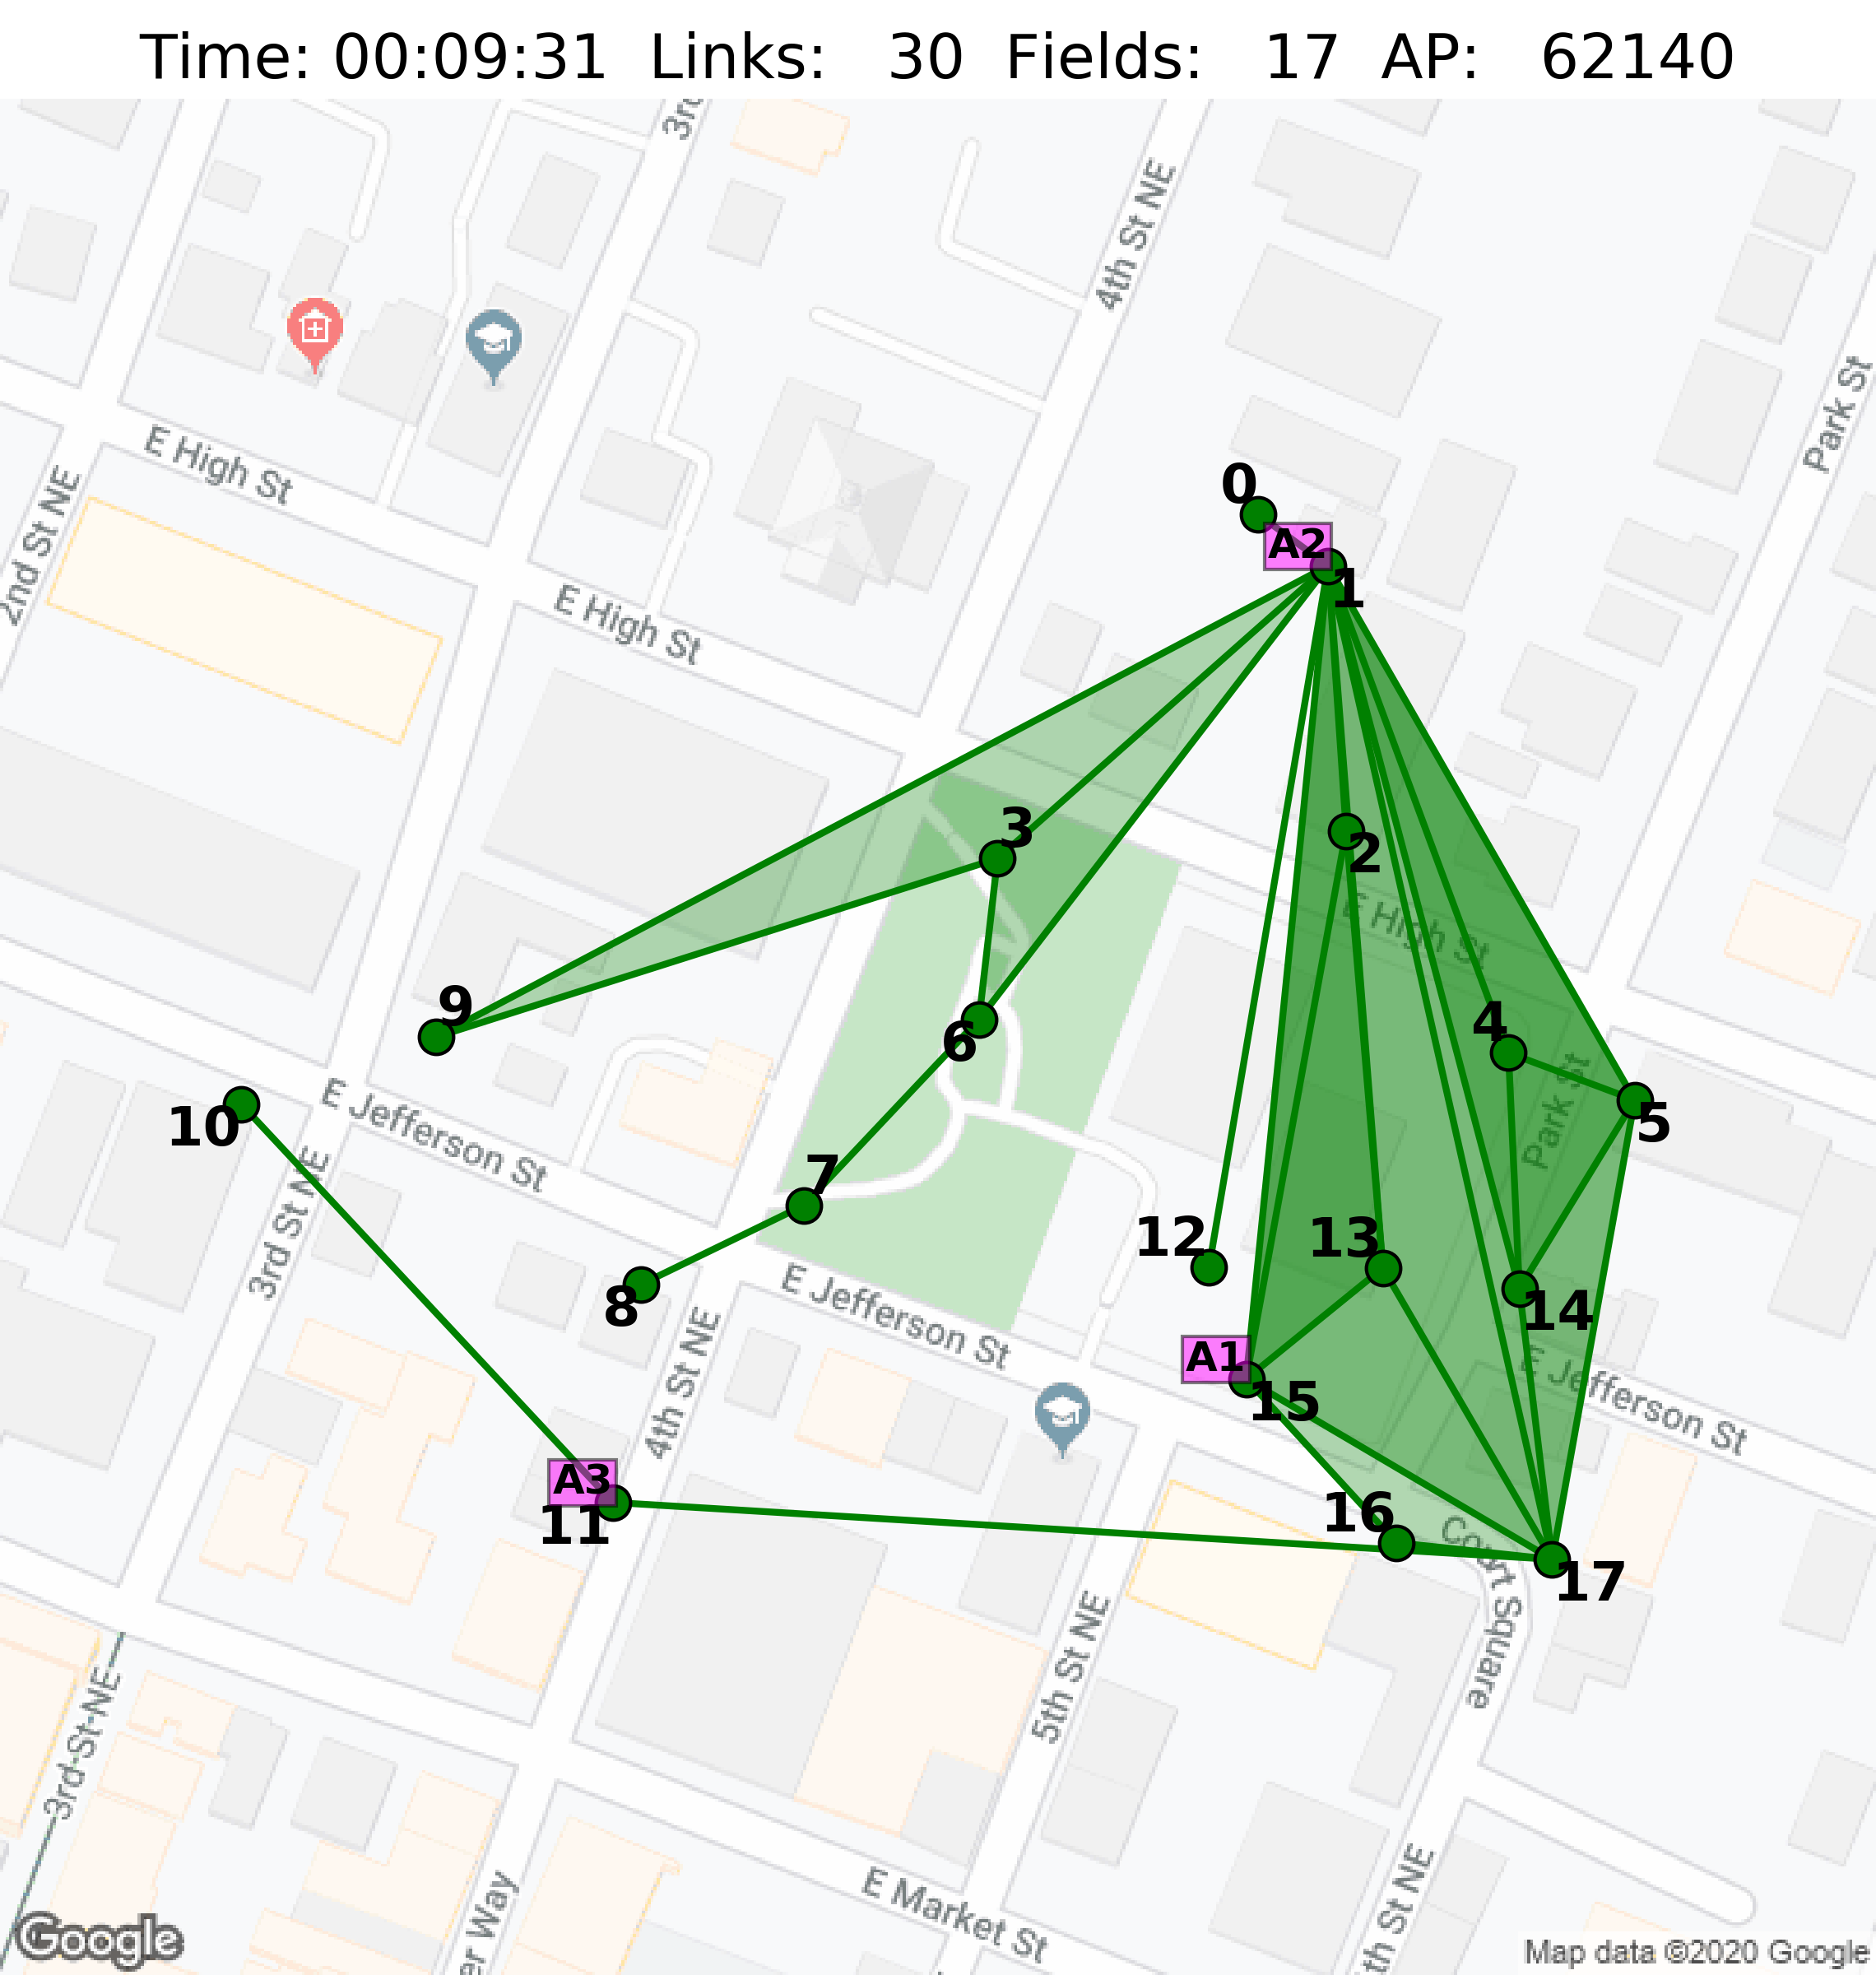 Time: 00:09:31 Links: 30 Fields: 17 AP: 62140
3rd
4th St NE
Park St
E High St
2nd St NE
0
A2
1
E High St
3
2
E High St
9
4
6
5
10
E Jefferson St
Park St
7
3rd St NE
12
13
8
14
E Jefferson St
A1
E Jefferson St
15
4th St NE
A3
11
16
Court Square
17
5th St NE
3rd St NE
E Market St
er Way
th St NE
Google
Map data ©2020 Google